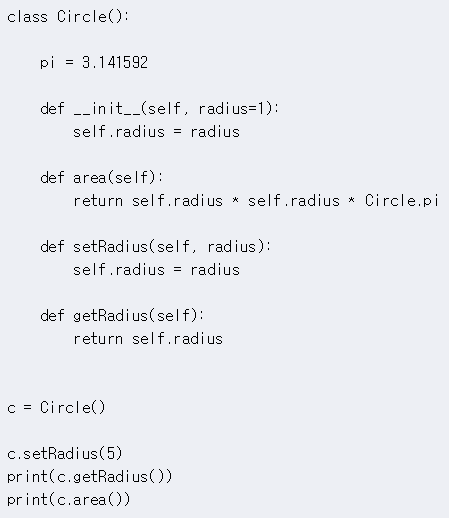 class Circle():
    pi = 3.141592
    def __init__(self, radius=1):
        self.radius = radius
    def area(self):
        return self.radius * self.radius * Circle.pi
    def setRadius(self, radius):
        self.radius = radius
    def getRadius(self):
        return self.radius
c = Circle()
c.setRadius(5)
print(c.getRadius())
print(c.area())